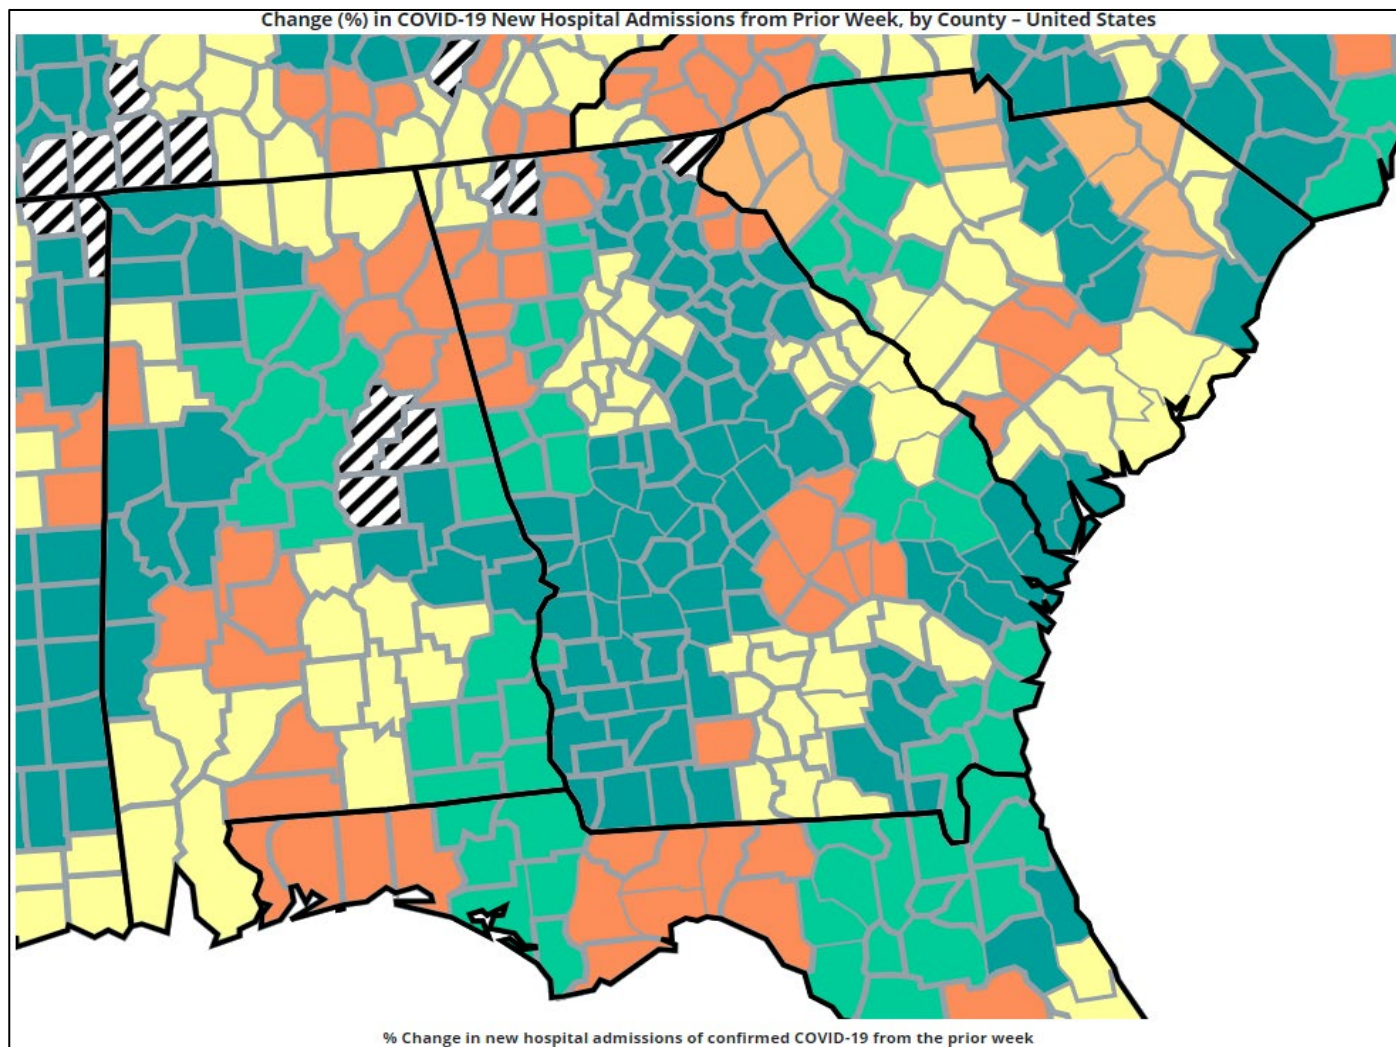 Change (%) in COVID-19 New Hospital Admissions from Prior Week, by County – United States
% Change in new hospital admissions of confirmed COVID-19 from the prior week